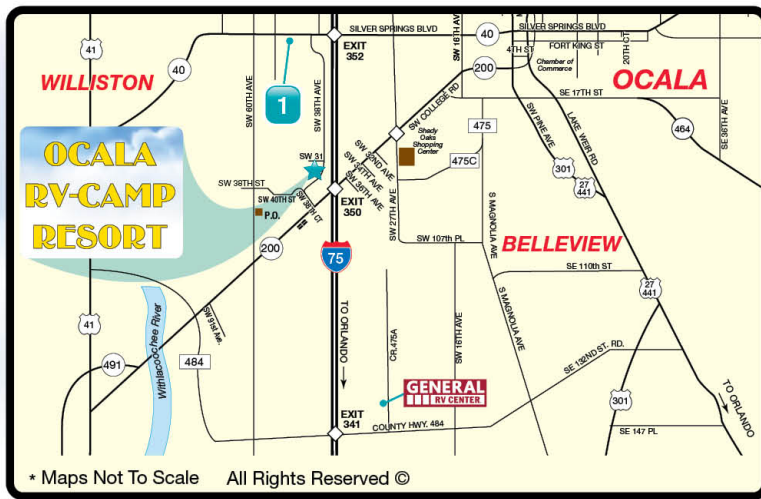 SILVER SPRINGS BLVD
41
40
EXIT
352
40
SW 16TH AV
4TH ST
FORT KING ST
20TH CT
Chamber of
Commerce
200
WILLISTON
40
1
SW 60TH AVE
SW 38TH AVE
SW COLLEGE RD
OCALA
SE 17TH ST
SE 36TH AVE
464
OCALA
RV-CAMP
RESORT
SW 31
Shady
Oaks
Shopping
Center
475
475C
SW PINE AVE
LAKE WEIR RD
301
27
441
SW 32ND AVE
SW 34TH AVE
SW 36TH AVE
SW 38TH ST
SW 40TH ST
SW 38TH CT
P.O.
EXIT
350
SW 27TH AVE
S MAGNOLIA AVE
200
75
SW 107th PL
BELLEVIEW
SE 110th ST
27
441
41
Withlacoochee River
SW 91st Ave.
484
491
TO ORLANDO
CR.475A
SW 16TH AVE
S MAGNOLIA AVE
SE 132ND ST. RD.
GENERAL
RV CENTER
301
TO ORLANDO
EXIT
341
COUNTY HWY. 484
SE 147 PL
* Maps Not To Scale All Rights Reserved ©